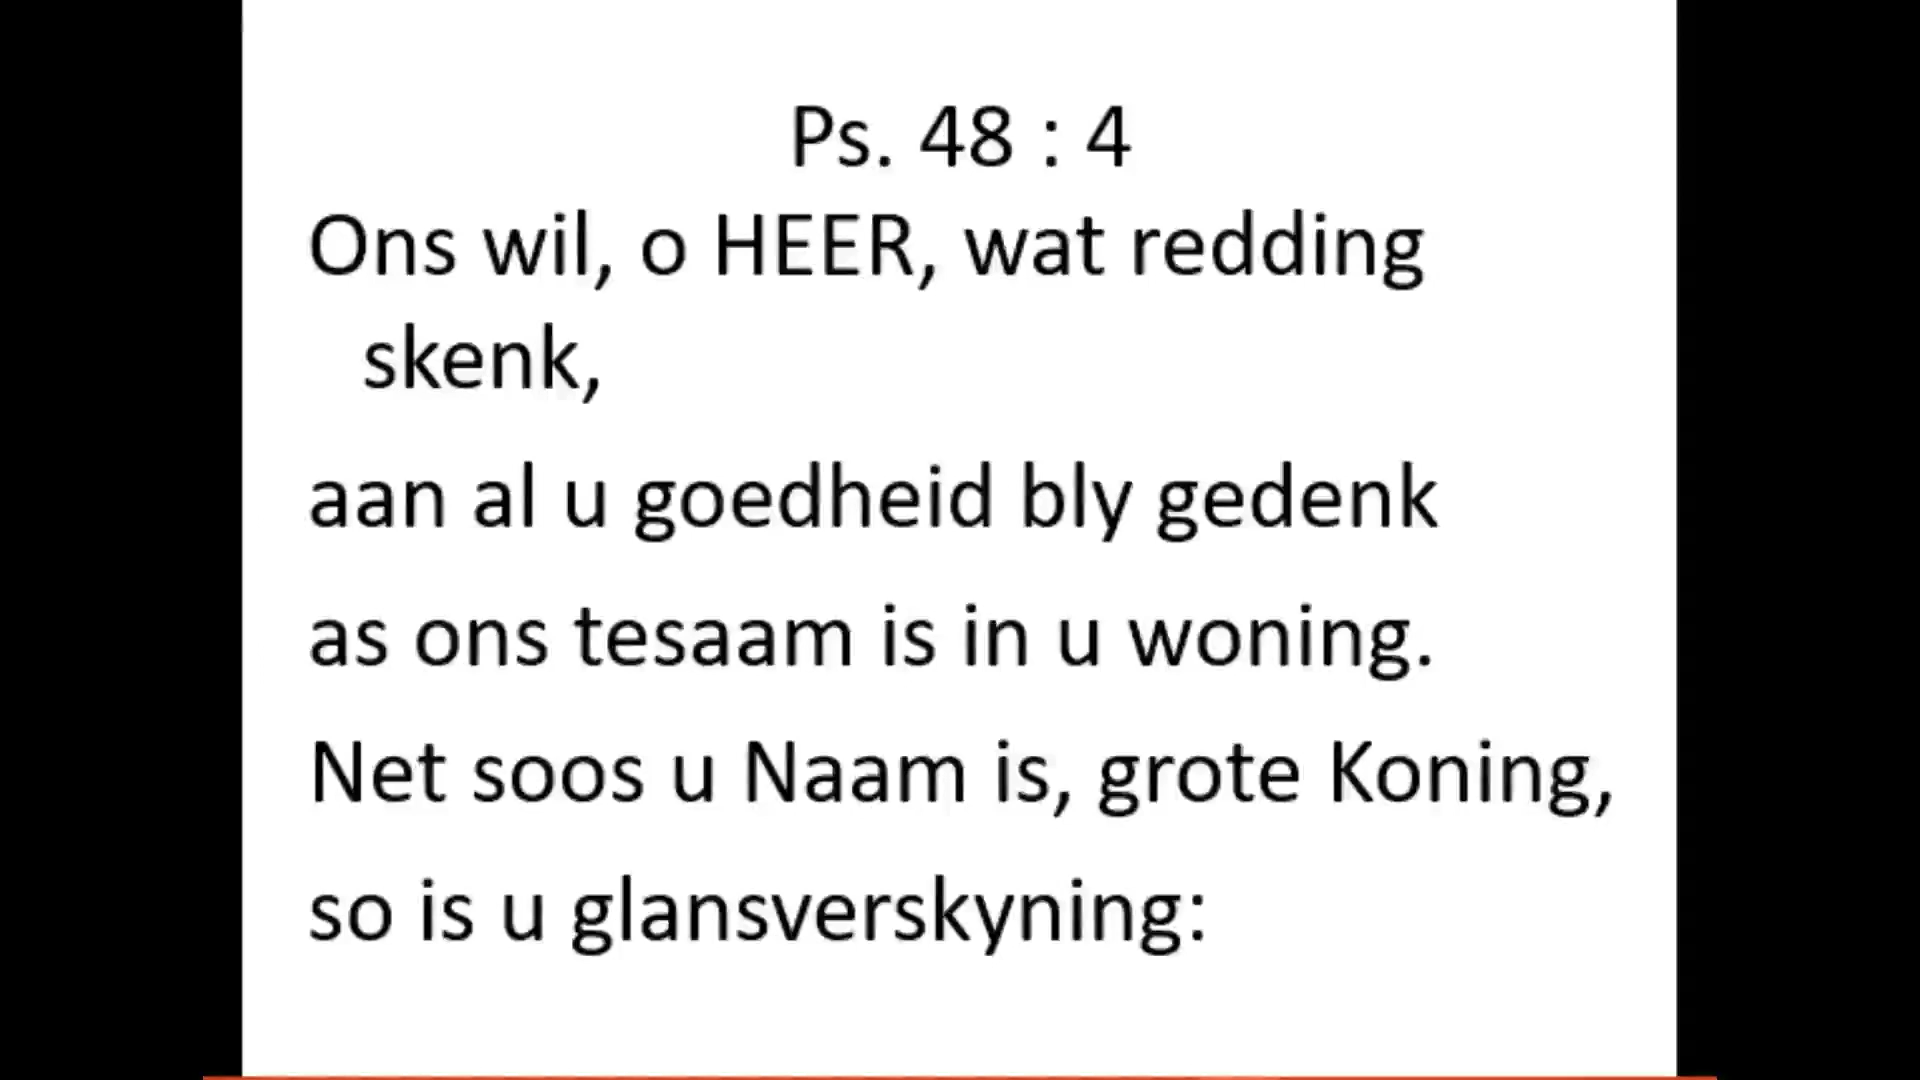 Ps. 48 : 4
Ons wil, o HEER, wat redding
skenk,
aan al u goedheid bly gedenk
as ons tesaam is in u woning.
Net soos u Naam is, grote Koning,
so is u glansverskyning: